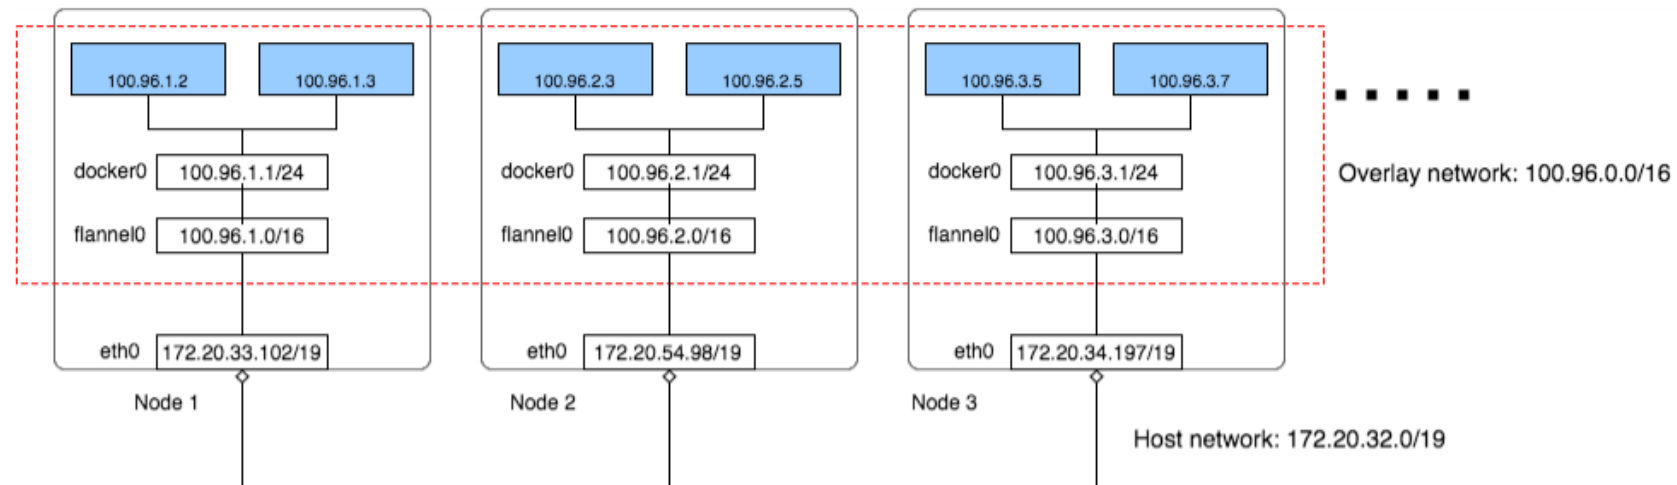 100.96.1.2
100.96.1.3
100.96.2.3
100.96.2.5
100.96.3.5
100.96.3.7
docker0 100.96.1.1/24
docker0 100.96.2.1/24
docker0 100.96.3.1/24
Overlay network: 100.96.0.0/16
flannel0 100.96.1.0/16
flannel0 100.96.2.0/16
flannel0 100.96.3.0/16
eth0 172.20.33.102/19
eth0 172.20.54.98/19
eth0 172.20.34.197/19
Node 1
Node 2
Node 3
Host network: 172.20.32.0/19